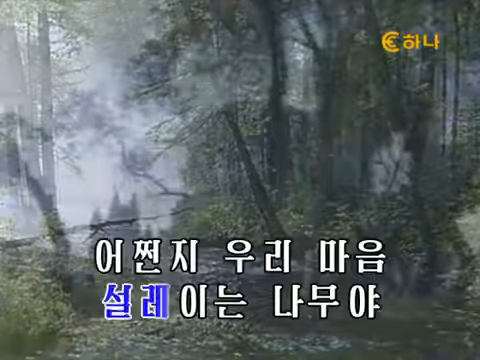 €하나
어쩐지 우리 마음
설레이는 나무야